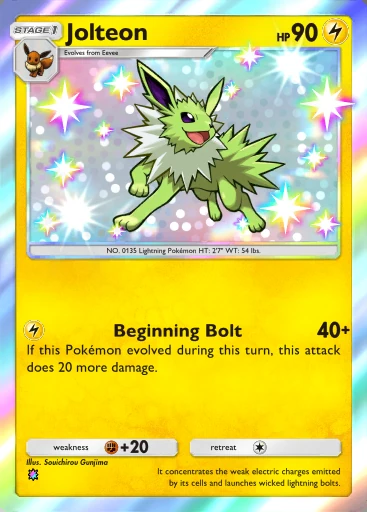 STAGE 1
Jolteon
HP 90
Evolves from Eevee
NO. 0135 Lightning Pokémon HT: 2'7" WT: 54 lbs.
Beginning Bolt 40+
If this Pokémon evolved during this turn, this attack
does 20 more damage.
weakness +20 retreat
Illus. Souichirou Gunjima
It concentrates the weak electric charges emitted
by its cells and launches wicked lightning bolts.